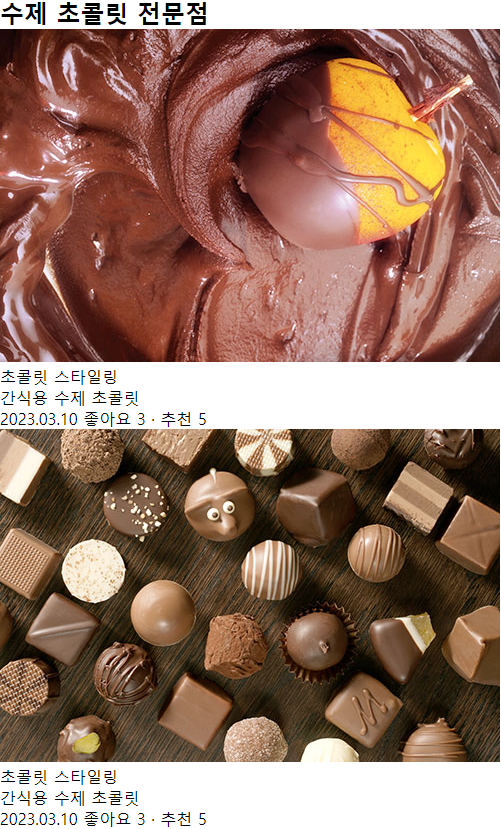 수제 초콜릿 전문점
초콜릿 스타일링
간식용 수제 초콜릿
2023.03.10 좋아요 3 · 추천 5
초콜릿 스타일링
간식용 수제 초콜릿
2023.03.10 좋아요 3 · 추천 5